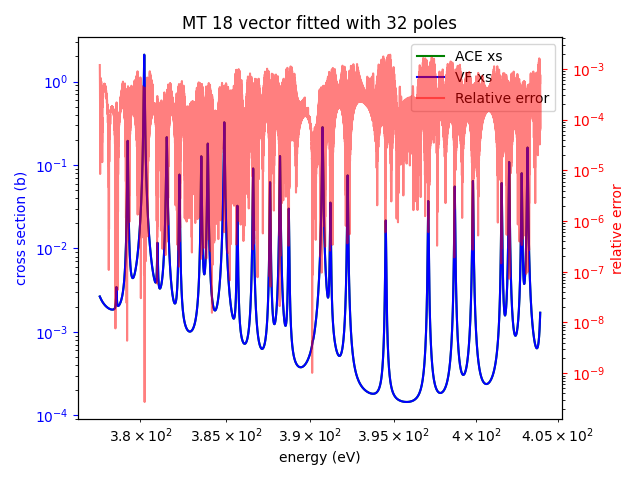 MT 18 vector fitted with 32 poles
ACE xs
VF xs
Relative error
10⁰
10⁻¹
10⁻²
10⁻³
10⁻⁴
cross section (b)
10⁻³
10⁻⁴
10⁻⁵
10⁻⁶
10⁻⁷
10⁻⁸
10⁻⁹
relative error
3.8 × 10² 3.85 × 10² 3.9 × 10² 3.95 × 10² 4 × 10² 4.05 × 10²
energy (eV)